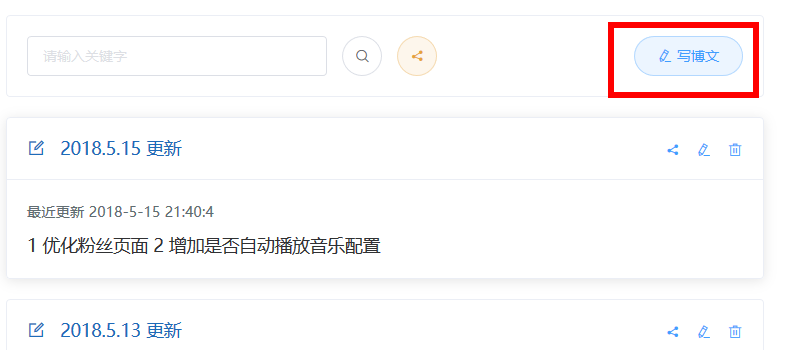 请输入关键字
写博文
2018.5.15 更新
最近更新 2018-5-15 21:40:4
1 优化粉丝页面 2 增加是否自动播放音乐配置
2018.5.13 更新